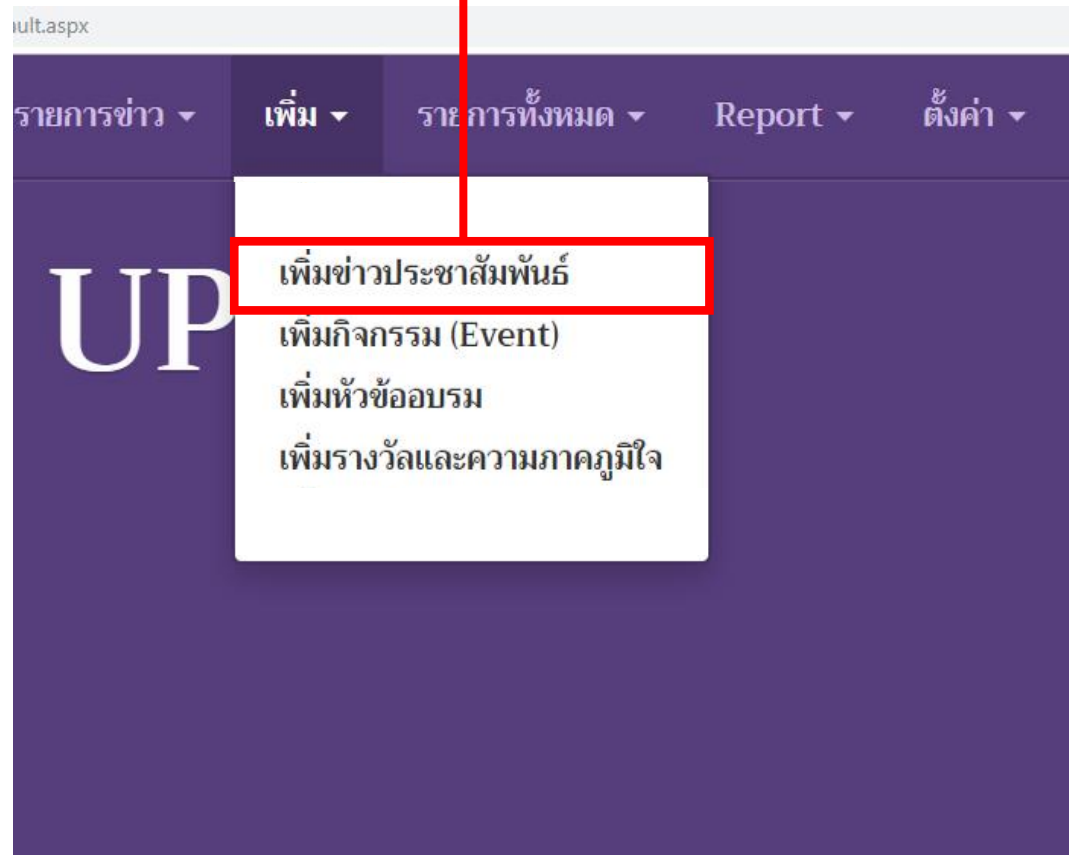 ult.aspx
รายการข่าว เพิ่ม รายการทั้งหมด Report ตั้งค่า
UP
เพิ่มข่าวประชาสัมพันธ์
เพิ่มกิจกรรม (Event)
เพิ่มหัวข้ออบรม
เพิ่มรางวัลและความภาคภูมิใจ